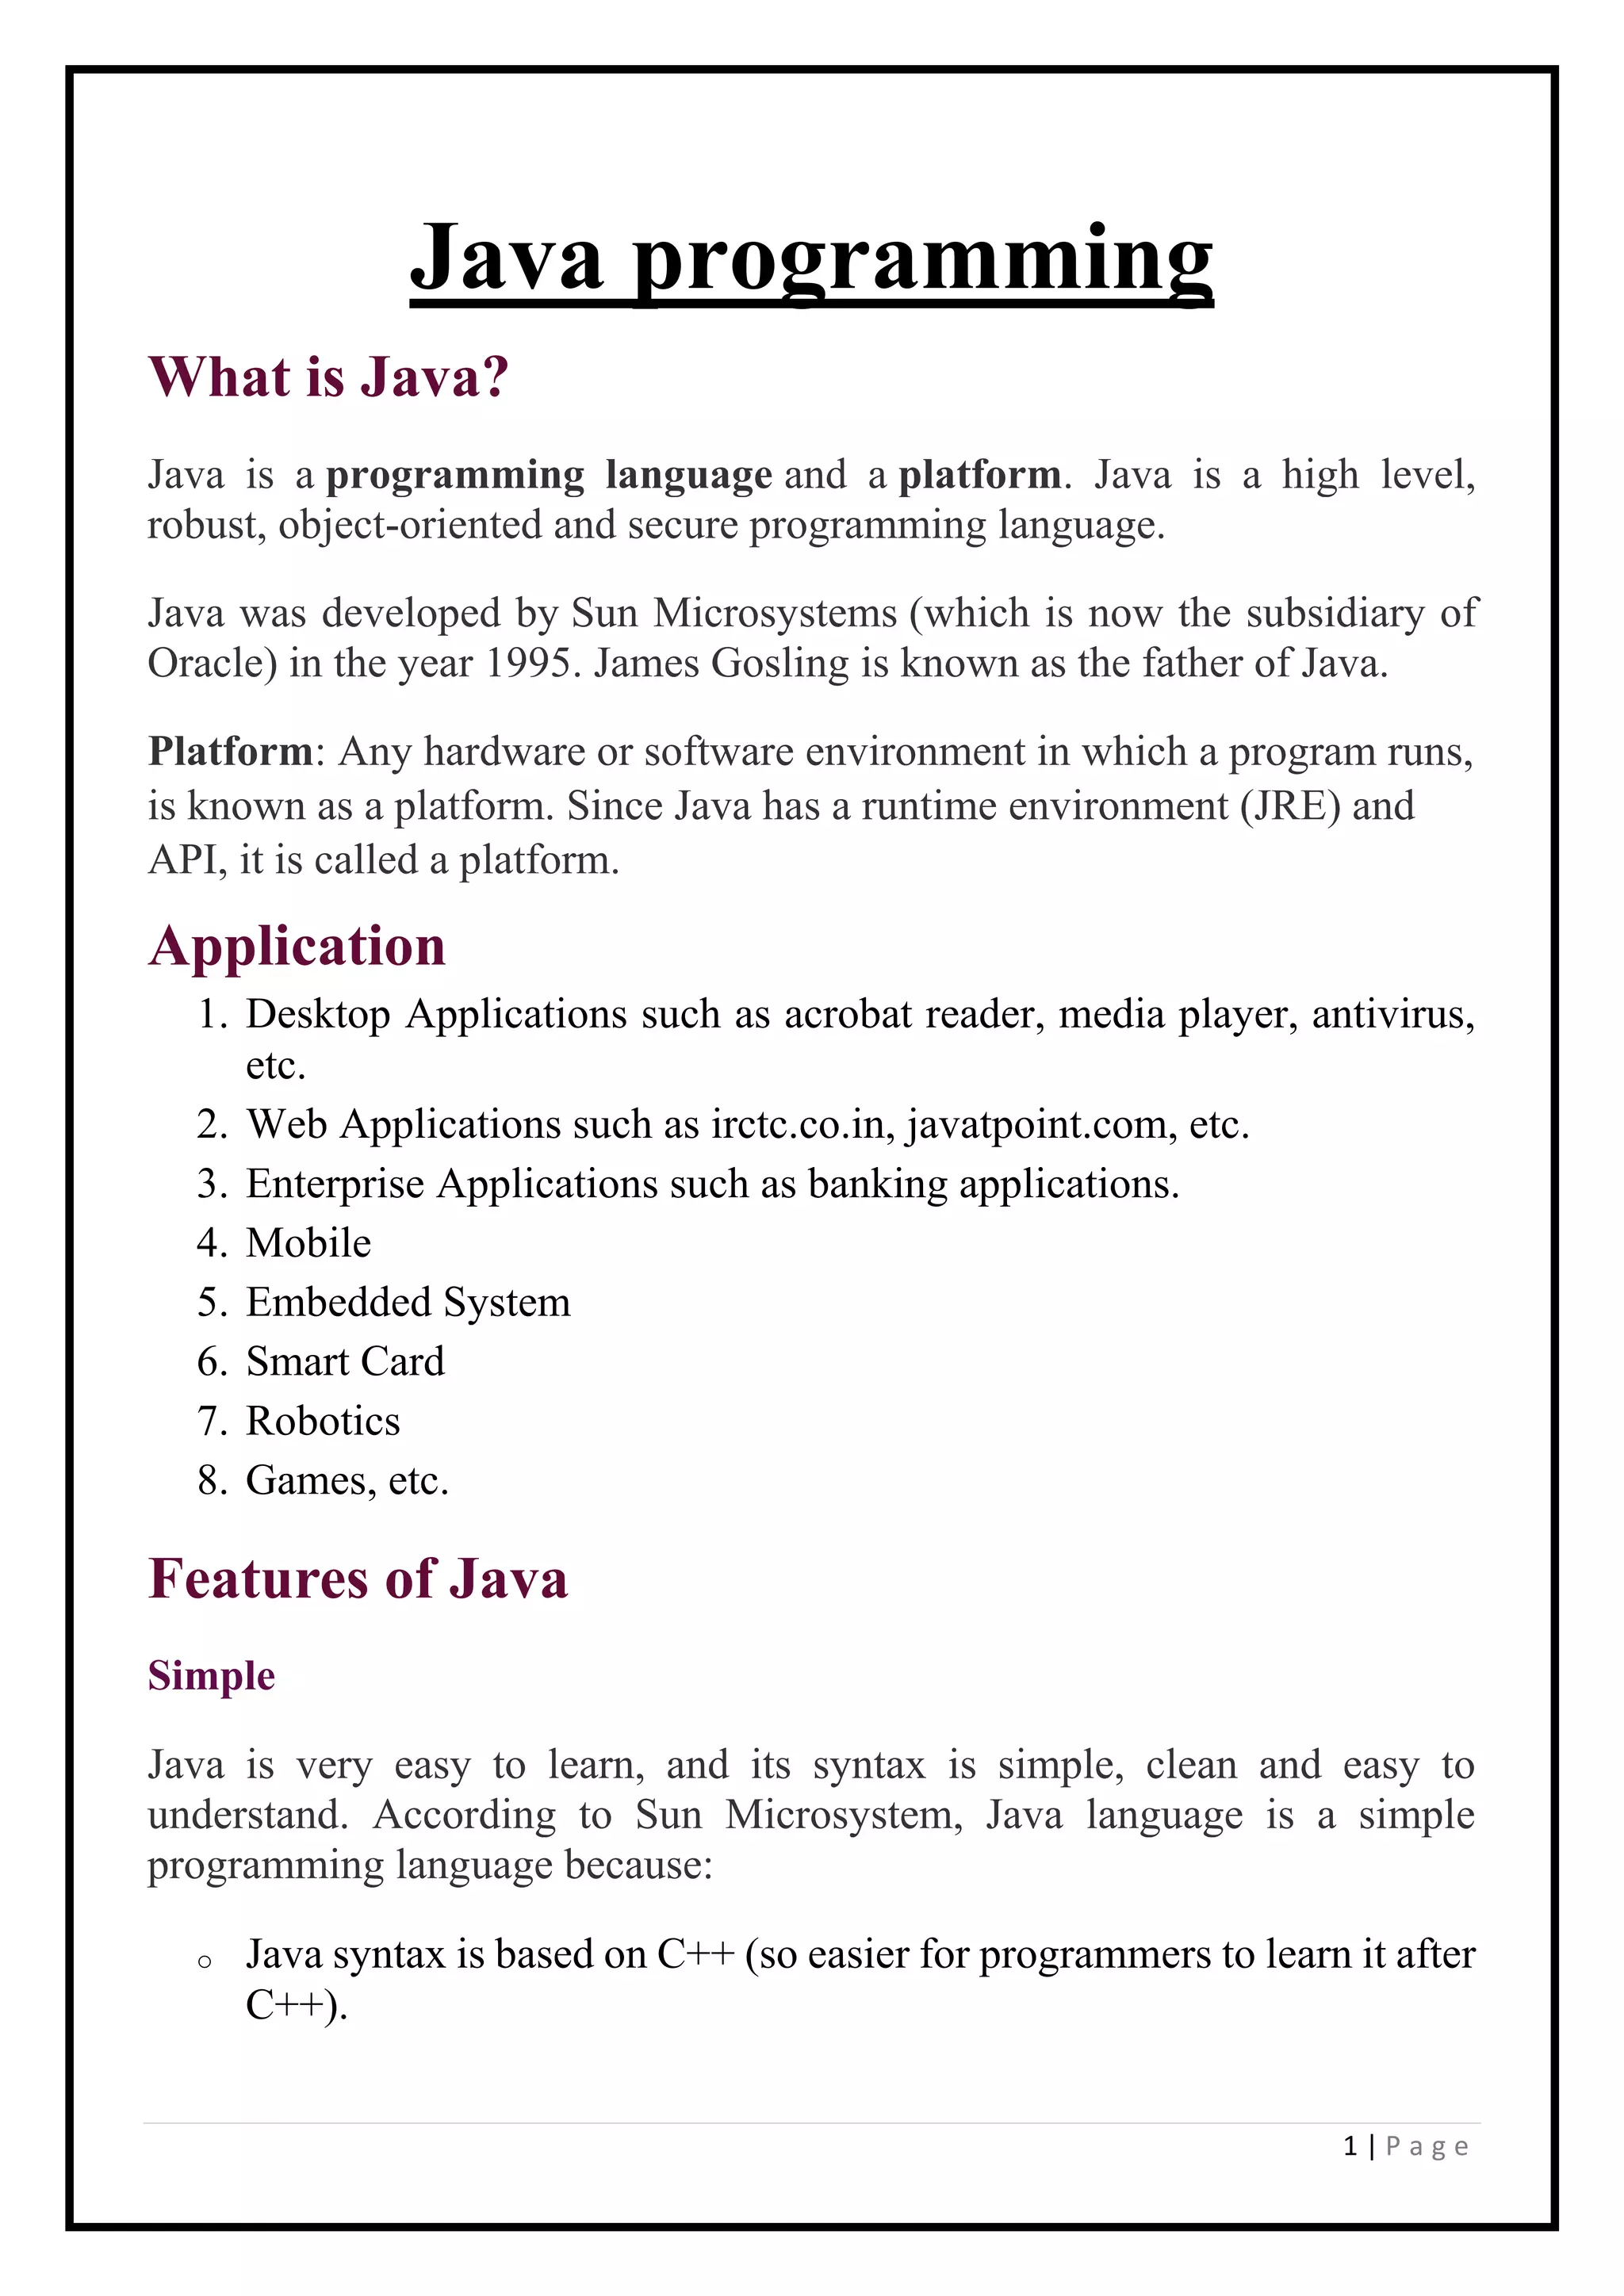 Java programming
What is Java?
Java is a programming language and a platform. Java is a high level,
robust, object-oriented and secure programming language.
Java was developed by Sun Microsystems (which is now the subsidiary of
Oracle) in the year 1995. James Gosling is known as the father of Java.
Platform: Any hardware or software environment in which a program runs,
is known as a platform. Since Java has a runtime environment (JRE) and
API, it is called a platform.
Application
1. Desktop Applications such as acrobat reader, media player, antivirus,
etc.
2. Web Applications such as irctc.co.in, javatpoint.com, etc.
3. Enterprise Applications such as banking applications.
4. Mobile
5. Embedded System
6. Smart Card
7. Robotics
8. Games, etc.
Features of Java
Simple
Java is very easy to learn, and its syntax is simple, clean and easy to
understand. According to Sun Microsystem, Java language is a simple
programming language because:
o Java syntax is based on C++ (so easier for programmers to learn it after
C++).
1 | P a g e